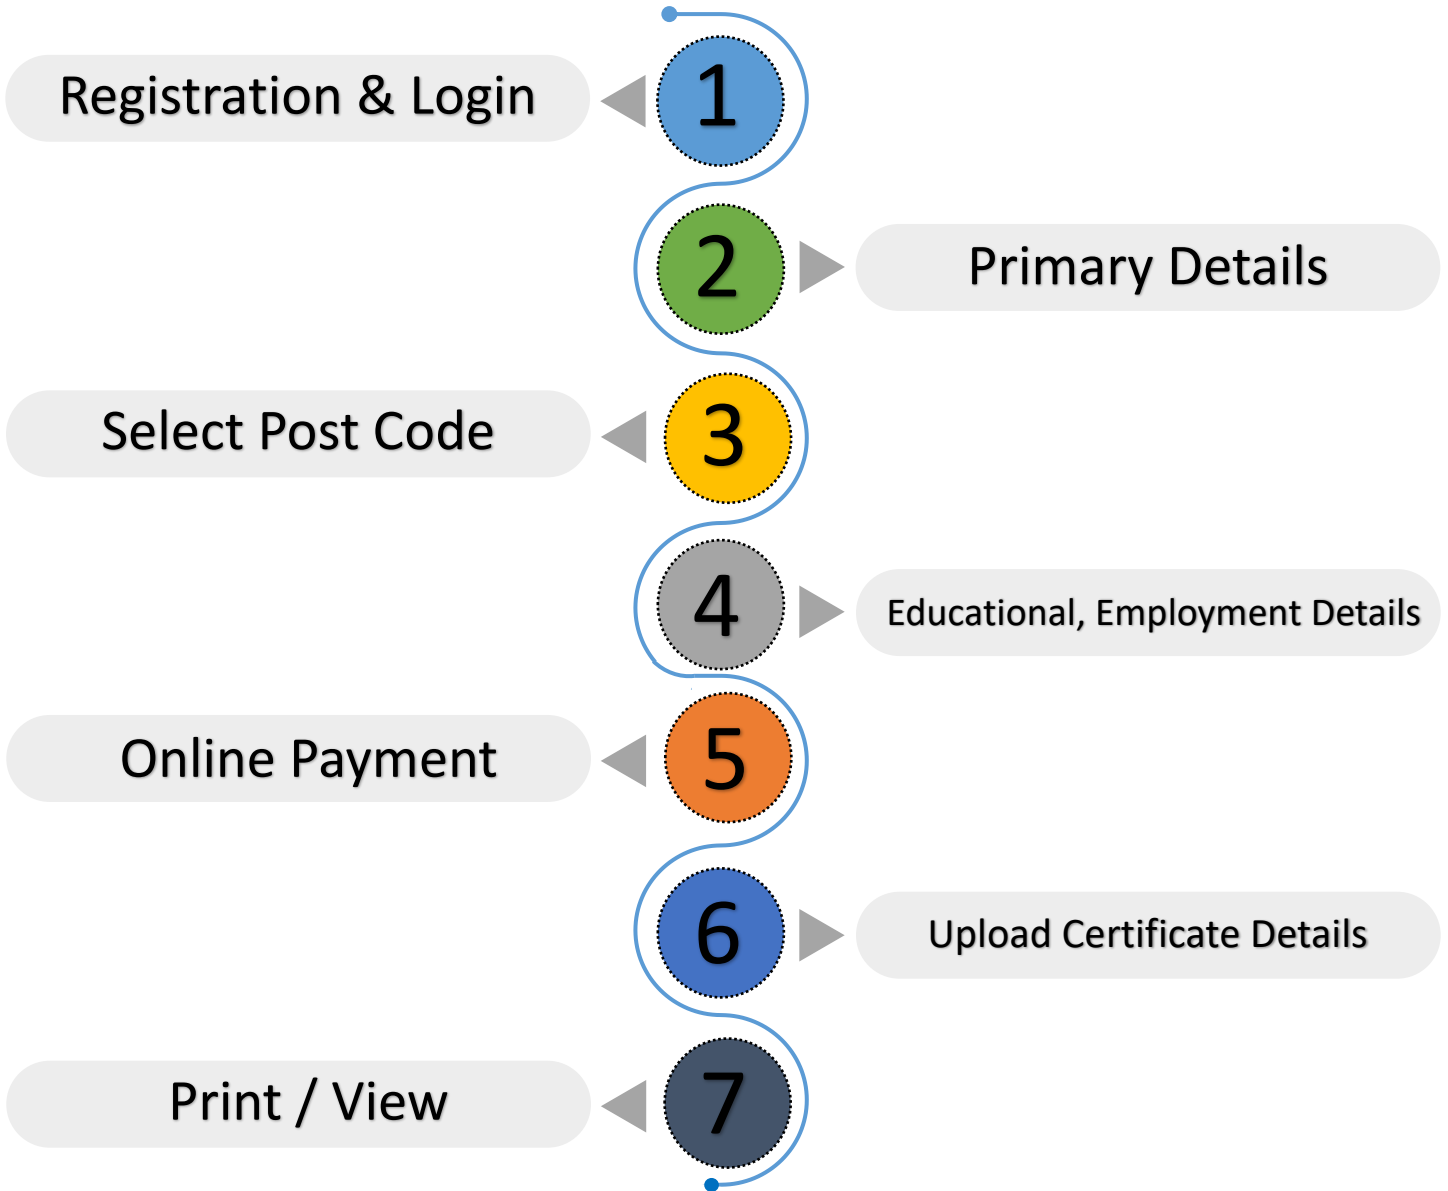 Registration & Login
1
2
Primary Details
Select Post Code
3
4
Educational, Employment Details
Online Payment
5
6
Upload Certificate Details
Print / View
7